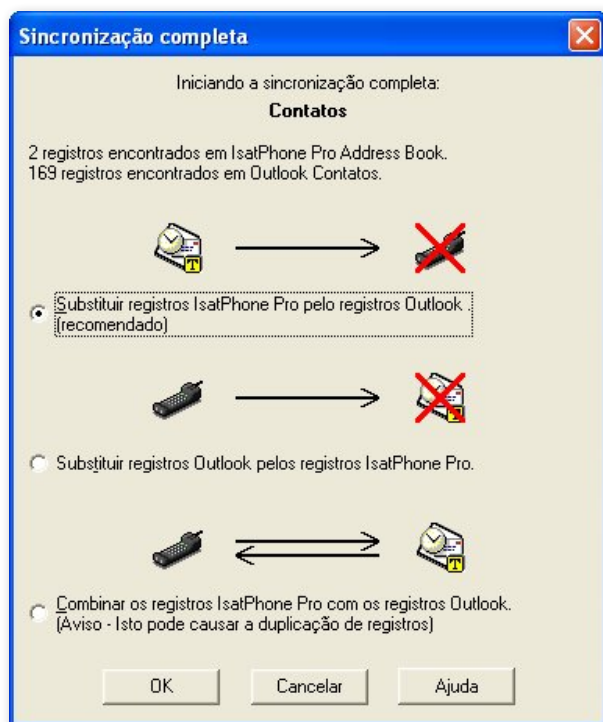 Sincronização completa
Iniciando a sincronização completa:
Contatos
2 registros encontrados em IsatPhone Pro Address Book.
169 registros encontrados em Outlook Contatos.
T
Substituir registros IsatPhone Pro pelo registros Outlook .
(recomendado)
T
Substituir registros Outlook pelos registros IsatPhone Pro.
T
Combinar os registros IsatPhone Pro com os registros Outlook.
(Aviso - Isto pode causar a duplicação de registros)
OK Cancelar Ajuda